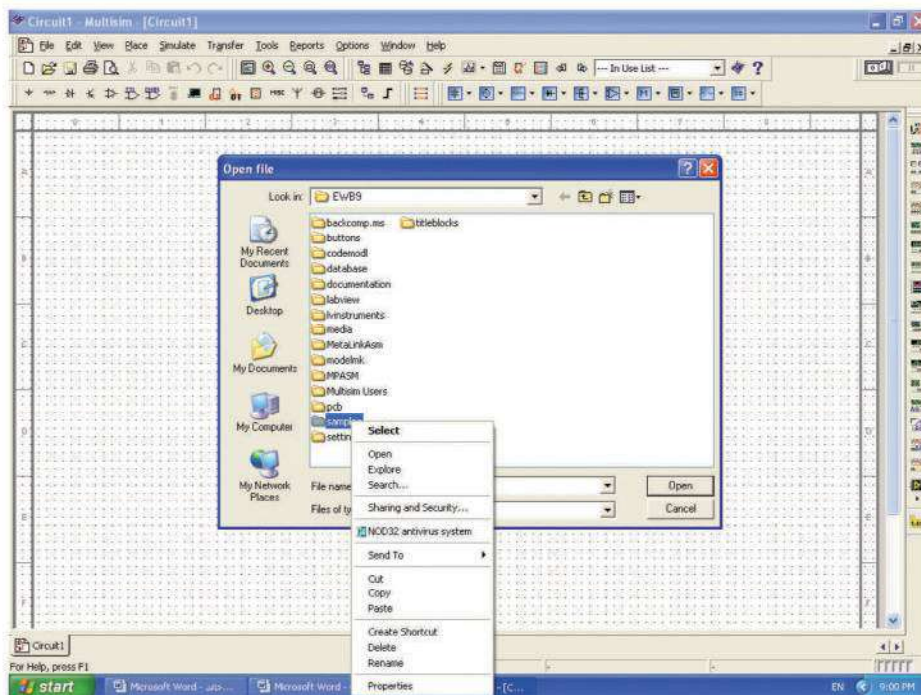 Circuit1 - Multisim - [Circuit1]
File Edit View Place Simulate Transfer Tools Reports Options Window Help
--- In Use List ---
Open file
Look in: EWB9
My Recent Documents
Desktop
My Documents
My Computer
My Network Places
backcomp.ms
buttons
codemodl
database
documentation
labview
lvinstruments
media
MetaLinkAsm
modelmk
MPASM
Multisim Users
pcb
samples
settin
titleblocks
File name
Files of ty
Open
Cancel
Select
Open
Explore
Search...
Sharing and Security...
NOD32 antivirus system
Send To
Cut
Copy
Paste
Create Shortcut
Delete
Rename
Properties
Circuit1
For Help, press F1
start
Microsoft Word -
Microsoft Word -
- [C...
EN
9:00 PM